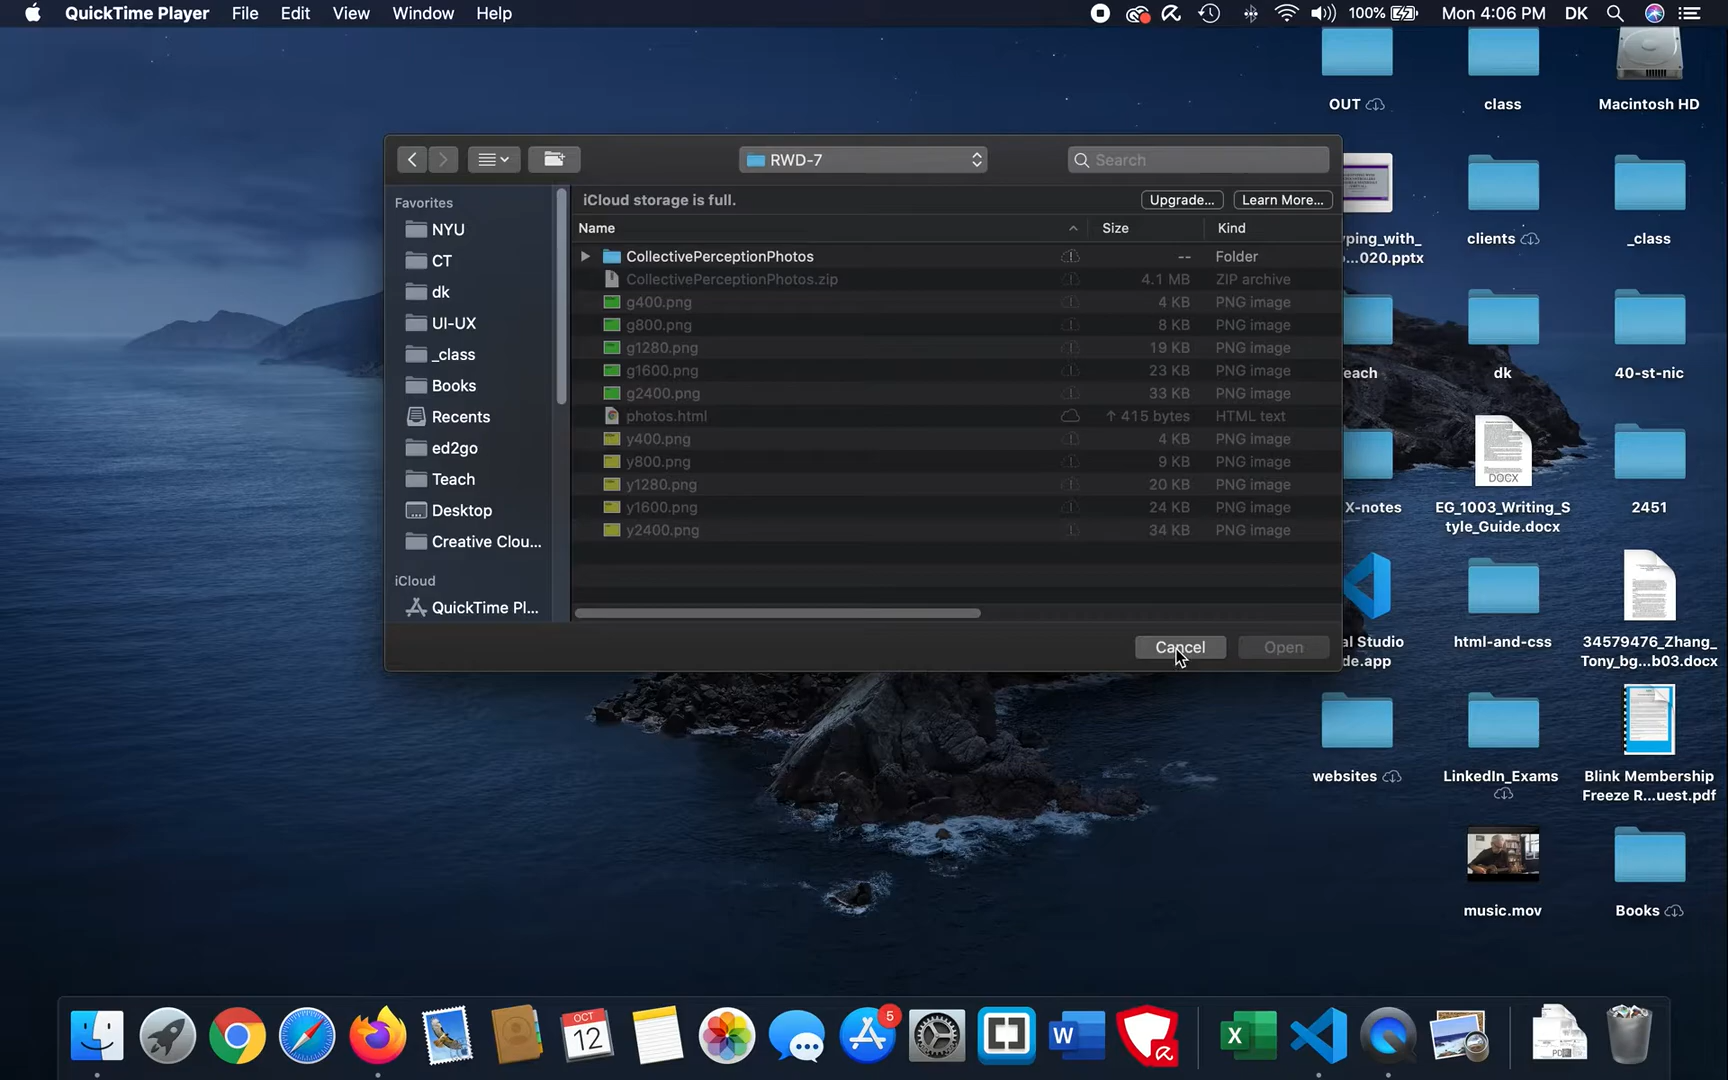 QuickTime Player File Edit View Window Help 100% Mon 4:06 PM DK
OUT
class
Macintosh HD
RWD-7
Search
Favorites
NYU
CT
dk
UI-UX
_class
Books
Recents
ed2go
Teach
Desktop
Creative Clou...
iCloud
QuickTime Pl...
iCloud storage is full. Upgrade... Learn More...
Name Size Kind
CollectivePerceptionPhotos -- Folder
CollectivePerceptionPhotos.zip 4.1 MB ZIP archive
g400.png 4 KB PNG image
g800.png 8 KB PNG image
g1280.png 19 KB PNG image
g1600.png 23 KB PNG image
g2400.png 33 KB PNG image
photos.html ↑ 415 bytes HTML text
y400.png 4 KB PNG image
y800.png 9 KB PNG image
y1280.png 20 KB PNG image
y1600.png 24 KB PNG image
y2400.png 34 KB PNG image
Cancel Open
ping_with_
...020.pptx
clients
_class
each
dk
40-st-nic
X-notes
DOCX
EG_1003_Writing_S
tyle_Guide.docx
2451
al Studio
de.app
html-and-css
34579476_Zhang_
Tony_bg...b03.docx
websites
LinkedIn_Exams
Blink Membership
Freeze R...uest.pdf
music.mov
Books
OCT
12
5
W
X
PDF